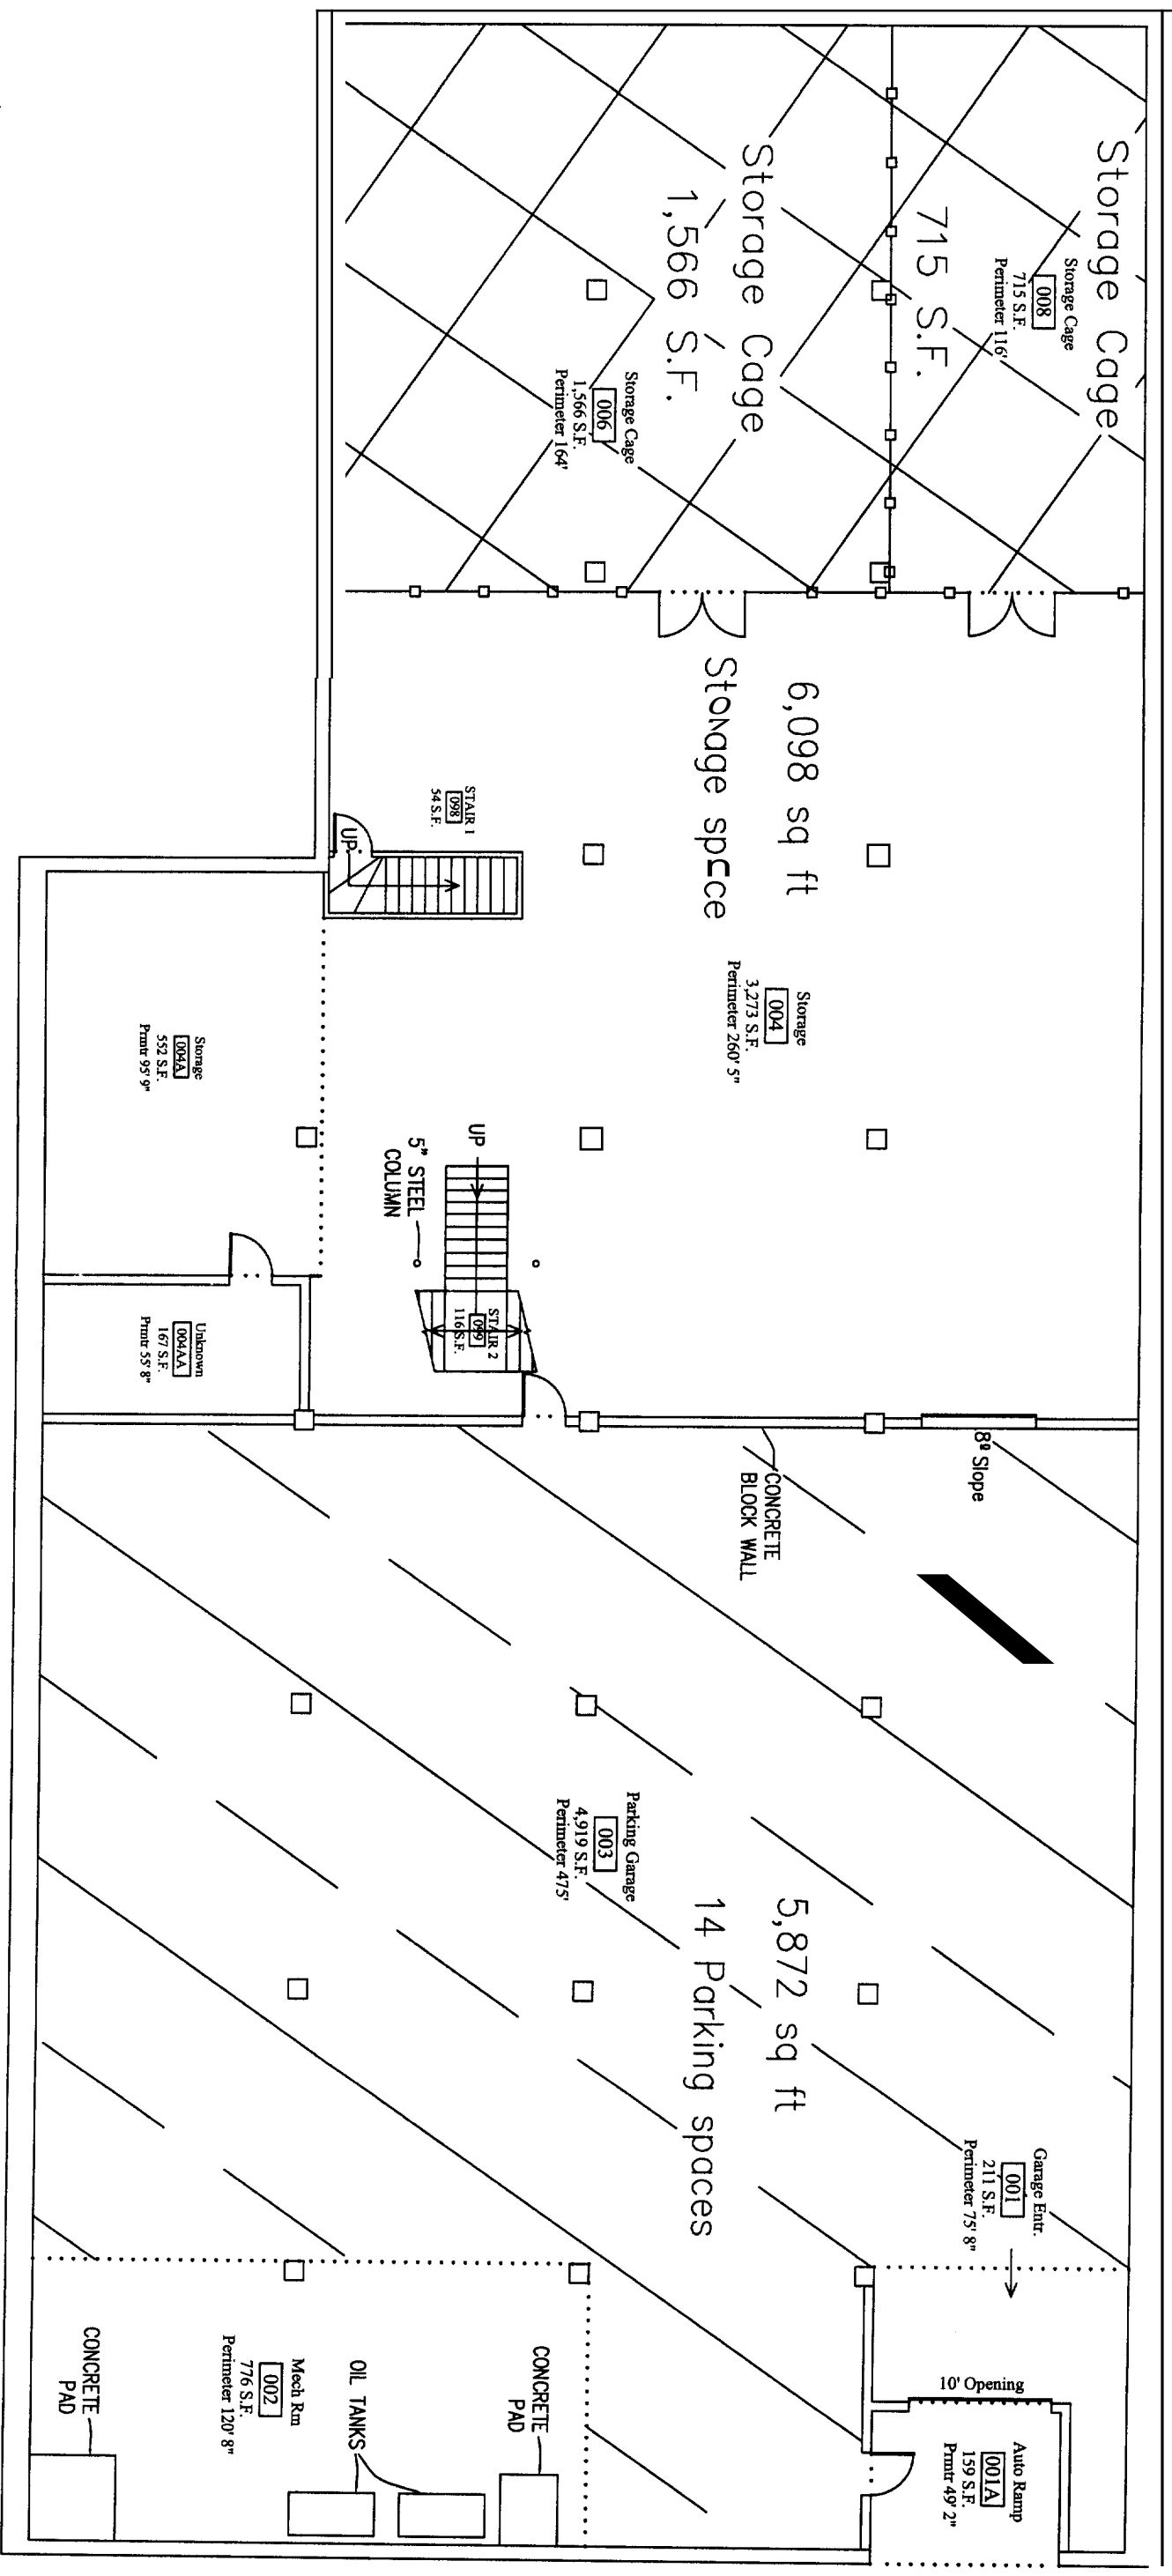 Storage Cage
715 S.F.
Storage Cage
008
715 S.F.
Perimeter 116'
Storage Cage
1,566 S.F.
Storage Cage
006
1,566 S.F.
Perimeter 164'
6,098 sq ft
Storage space
STAIR 1
098
54 S.F.
UP
Storage
004
3,273 S.F.
Perimeter 260' 5"
Storage
004A
552 S.F.
Prmtr 95' 9"
UP
5" STEEL
COLUMN
STAIR 2
099
116 S.F.
Unknown
004AA
167 S.F.
Prmtr 55' 8"
8º Slope
CONCRETE
BLOCK WALL
Parking Garage
003
4,919 S.F.
Perimeter 475'
5,872 sq ft
14 Parking spaces
Garage Entr.
001
211 S.F.
Perimeter 75' 8"
10' Opening
Auto Ramp
001A
159 S.F.
Prmtr 49' 2"
CONCRETE
PAD
OIL TANKS
Mech Rm
002
776 S.F.
Perimeter 120' 8"
CONCRETE
PAD